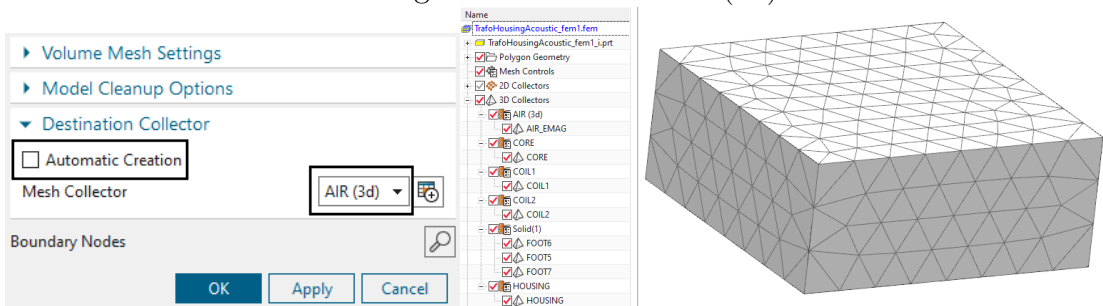 Volume Mesh Settings
Model Cleanup Options
Destination Collector
Automatic Creation
Mesh Collector
AIR (3d)
Boundary Nodes
OK
Apply
Cancel
Name
TrafoHousingAcoustic_fem1.fem
TrafoHousingAcoustic_fem1_i.prt
Polygon Geometry
Mesh Controls
2D Collectors
3D Collectors
AIR (3d)
AIR_EMAG
CORE
CORE
COIL1
COIL1
COIL2
COIL2
Solid(1)
FOOT6
FOOT5
FOOT7
HOUSING
HOUSING